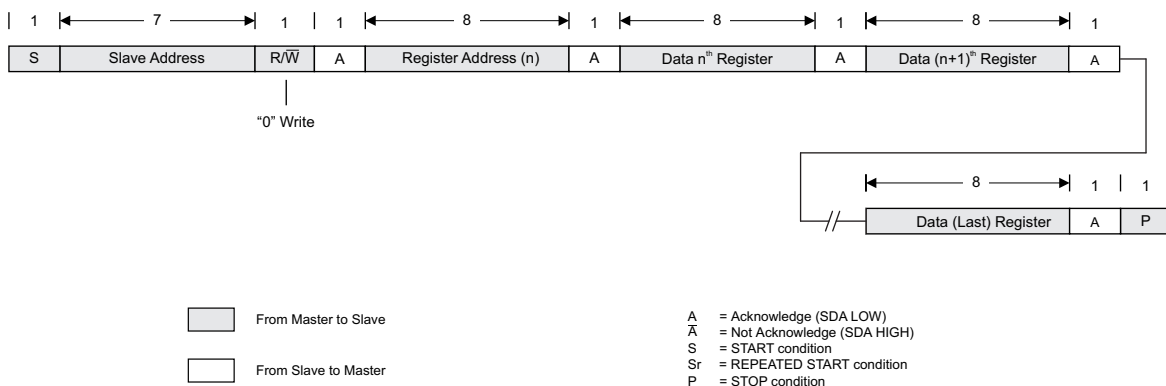 1 7 1 1 8 1 8 1 8 1
S Slave Address R/W̅ A Register Address (n) A Data nth Register A Data (n+1)th Register A
“0” Write
8 1 1
Data (Last) Register A P
From Master to Slave
From Slave to Master
A = Acknowledge (SDA LOW)
A̅ = Not Acknowledge (SDA HIGH)
S = START condition
Sr = REPEATED START condition
P = STOP condition